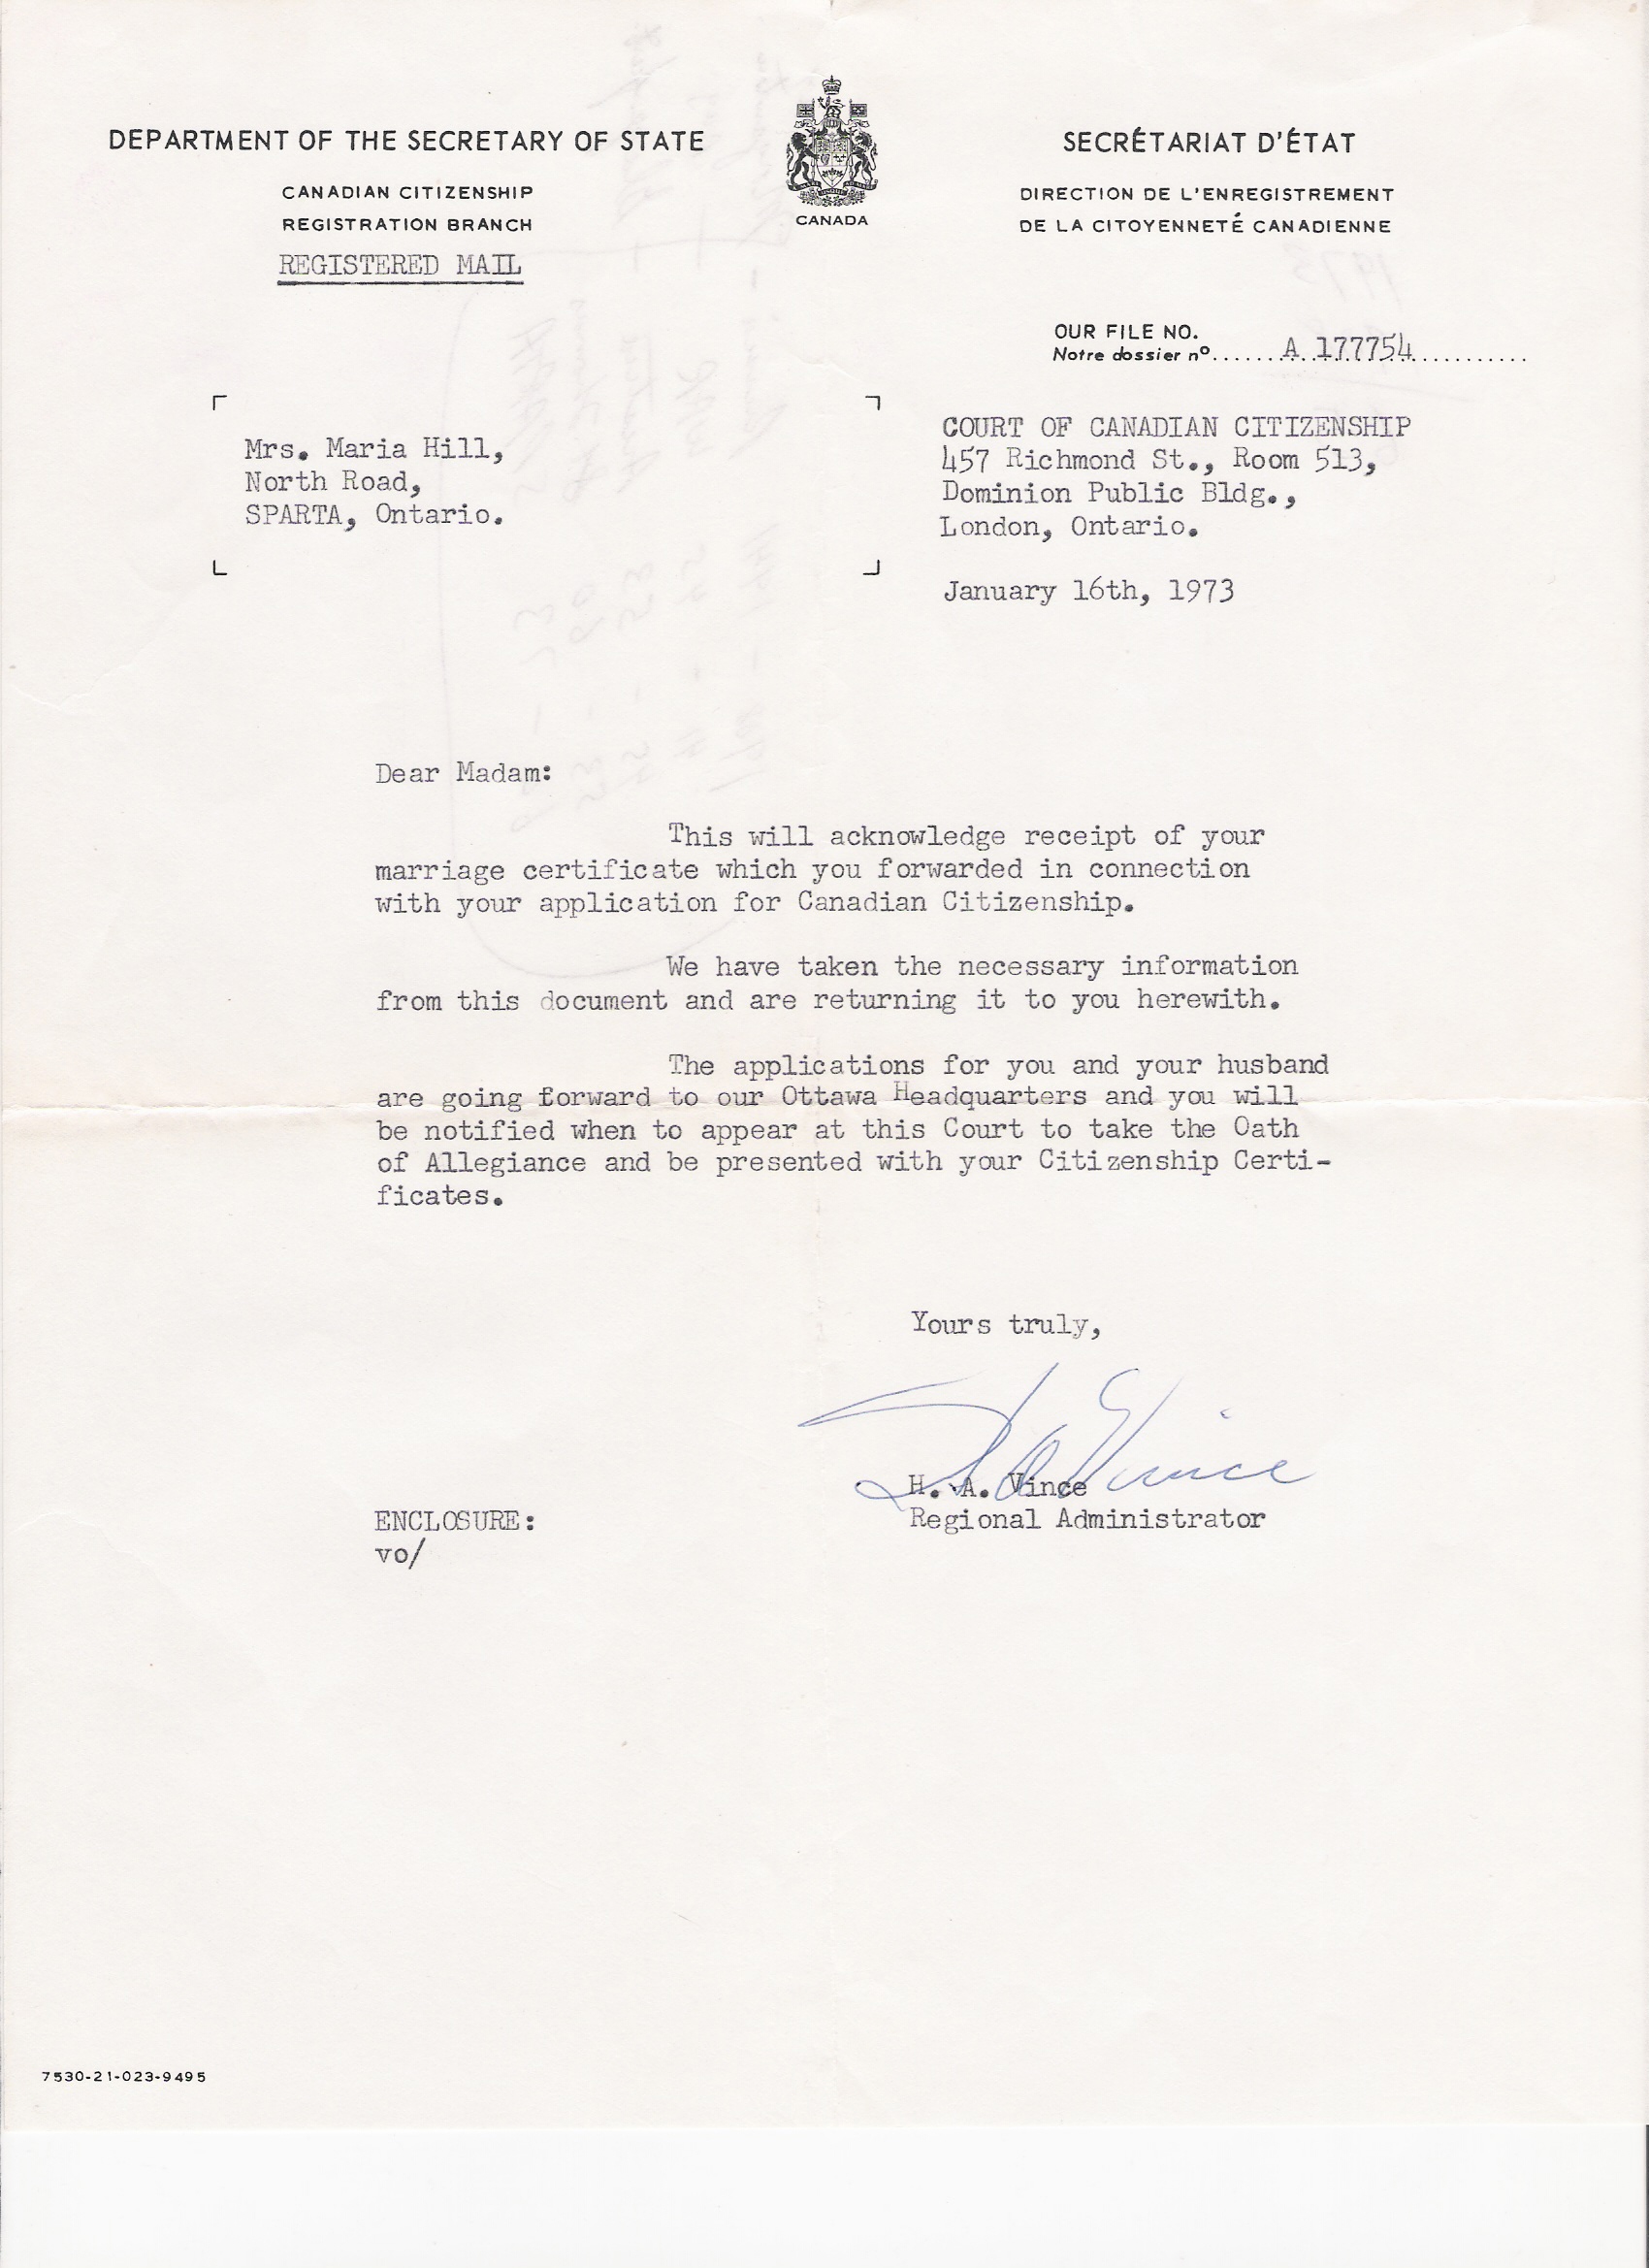 DEPARTMENT OF THE SECRETARY OF STATE
CANADIAN CITIZENSHIP
REGISTRATION BRANCH
REGISTERED MAIL
CANADA
SECRÉTARIAT D'ÉTAT
DIRECTION DE L'ENREGISTREMENT
DE LA CITOYENNETÉ CANADIENNE
OUR FILE NO.
Notre dossier nº.......A 177754..............
Mrs. Maria Hill,
North Road,
SPARTA, Ontario.
COURT OF CANADIAN CITIZENSHIP
457 Richmond St., Room 513,
Dominion Public Bldg.,
London, Ontario.
January 16th, 1973
Dear Madam:
This will acknowledge receipt of your
marriage certificate which you forwarded in connection
with your application for Canadian Citizenship.
We have taken the necessary information
from this document and are returning it to you herewith.
The applications for you and your husband
are going forward to our Ottawa Headquarters and you will
be notified when to appear at this Court to take the Oath
of Allegiance and be presented with your Citizenship Certi-
ficates.
Yours truly,
H A Vince
H. A. Vince
Regional Administrator
ENCLOSURE:
vo/
7530-21-023-9495